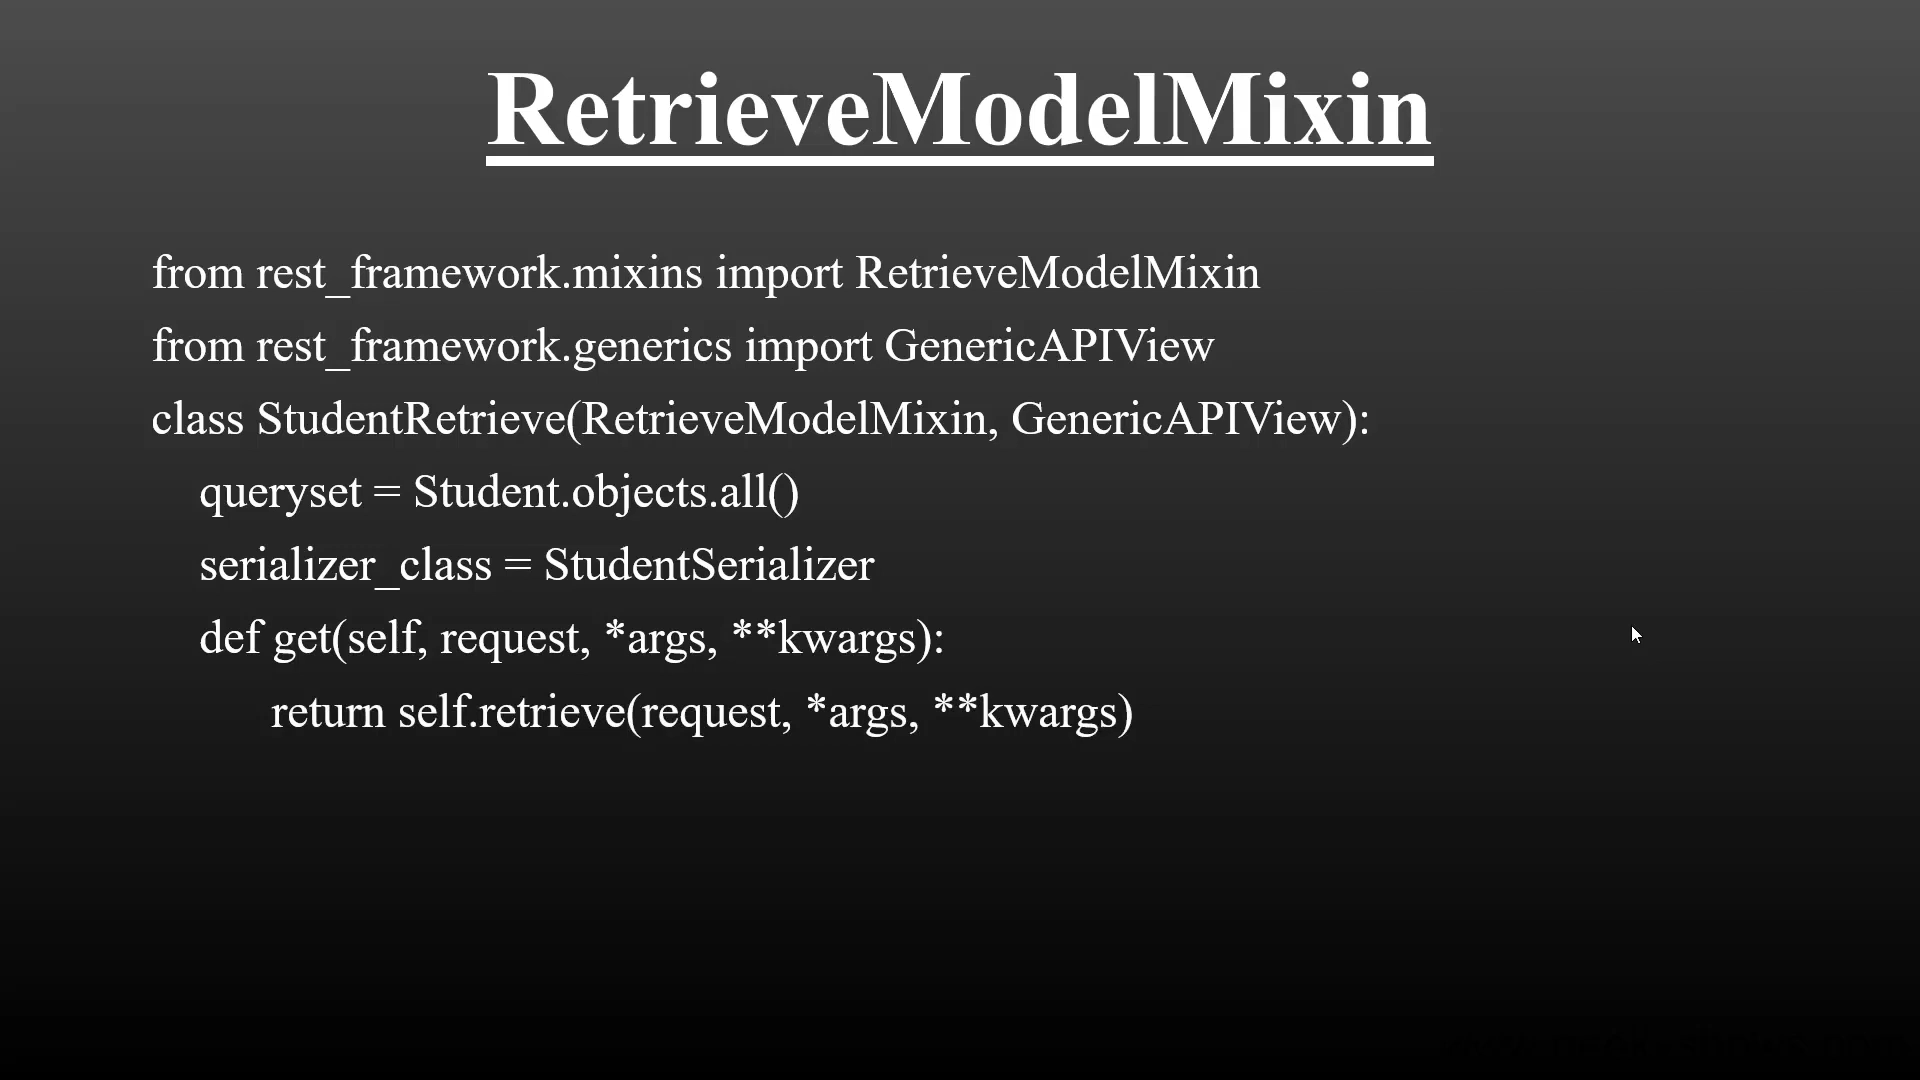 RetrieveModelMixin
from rest_framework.mixins import RetrieveModelMixin
from rest_framework.generics import GenericAPIView
class StudentRetrieve(RetrieveModelMixin, GenericAPIView):
queryset = Student.objects.all()
serializer_class = StudentSerializer
def get(self, request, *args, **kwargs):
return self.retrieve(request, *args, **kwargs)